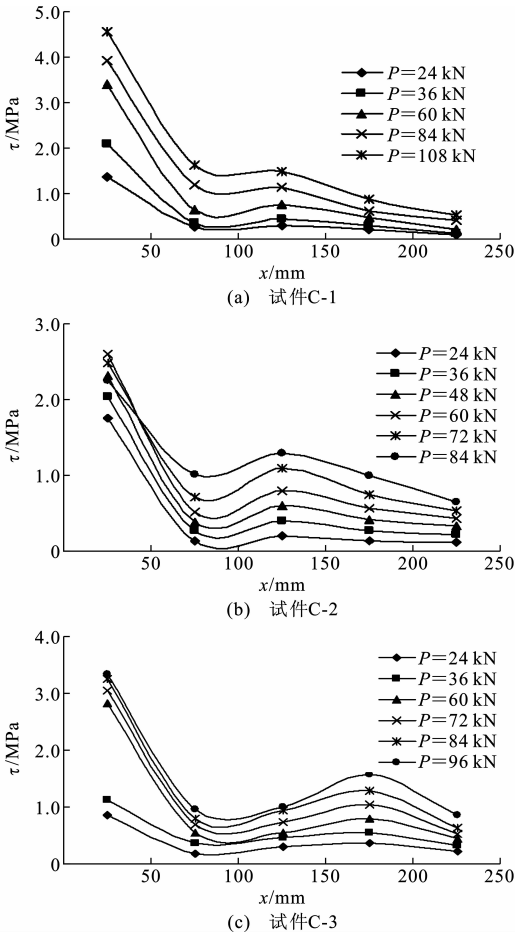 5.0
4.0
3.0
2.0
1.0
0
τ/MPa
P=24 kN
P=36 kN
P=60 kN
P=84 kN
P=108 kN
50 100 150 200 250
x/mm
(a) 试件C-1
3.0
2.0
1.0
0
τ/MPa
P=24 kN
P=36 kN
P=48 kN
P=60 kN
P=72 kN
P=84 kN
50 100 150 200 250
x/mm
(b) 试件C-2
4.0
3.0
2.0
1.0
0
τ/MPa
P=24 kN
P=36 kN
P=60 kN
P=72 kN
P=84 kN
P=96 kN
50 100 150 200 250
x/mm
(c) 试件C-3